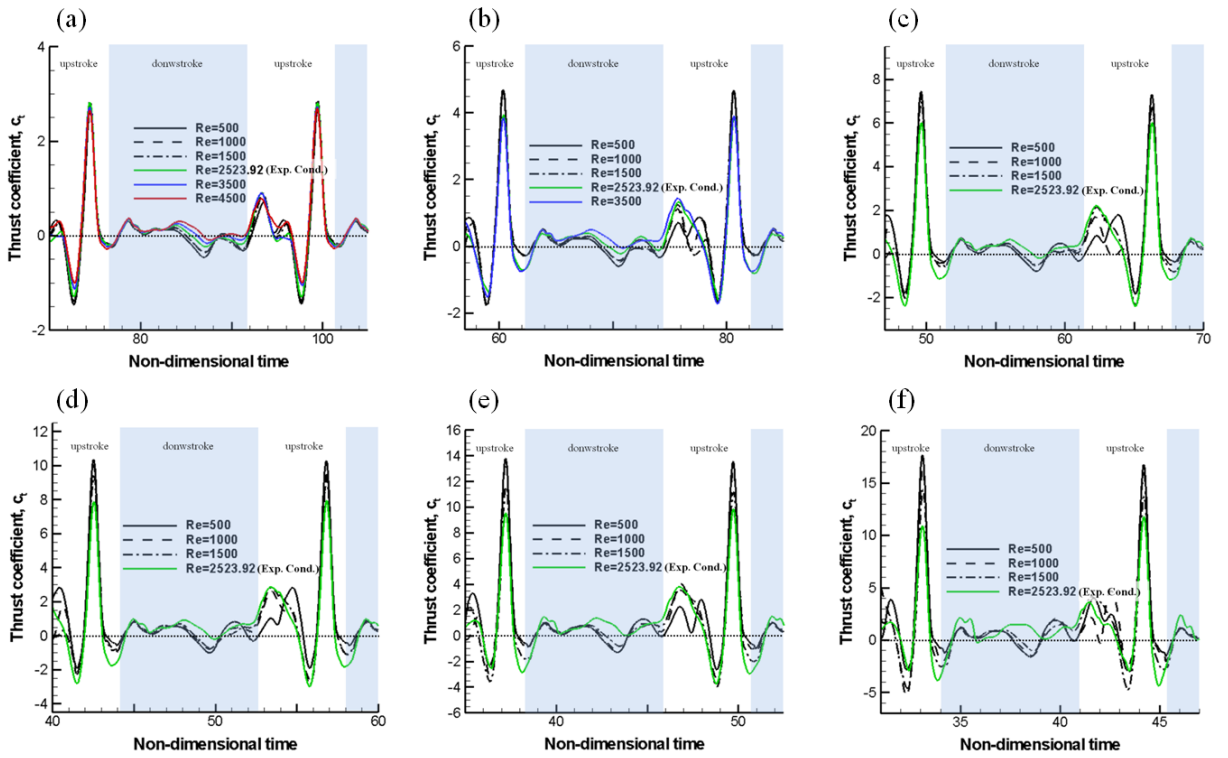 (a)
Thrust coefficient, ct
4
2
0
-2
upstroke
donwstroke
upstroke
Re=500
Re=1000
Re=1500
Re=2523.92 (Exp. Cond.)
Re=3500
Re=4500
80
100
Non-dimensional time
(b)
Thrust coefficient, ct
6
4
2
0
-2
upstroke
donwstroke
upstroke
Re=500
Re=1000
Re=1500
Re=2523.92 (Exp. Cond.)
Re=3500
60
80
Non-dimensional time
(c)
Thrust coefficient, ct
8
6
4
2
0
-2
upstroke
donwstroke
upstroke
Re=500
Re=1000
Re=1500
Re=2523.92 (Exp. Cond.)
50
60
70
Non-dimensional time
(d)
Thrust coefficient, ct
12
10
8
6
4
2
0
-2
-4
upstroke
donwstroke
upstroke
Re=500
Re=1000
Re=1500
Re=2523.92 (Exp. Cond.)
40
50
60
Non-dimensional time
(e)
Thrust coefficient, ct
16
14
12
10
8
6
4
2
0
-2
-4
-6
upstroke
donwstroke
upstroke
Re=500
Re=1000
Re=1500
Re=2523.92 (Exp. Cond.)
40
50
Non-dimensional time
(f)
Thrust coefficient, ct
20
15
10
5
0
-5
upstroke
donwstroke
upstroke
Re=500
Re=1000
Re=1500
Re=2523.92 (Exp. Cond.)
35
40
45
Non-dimensional time